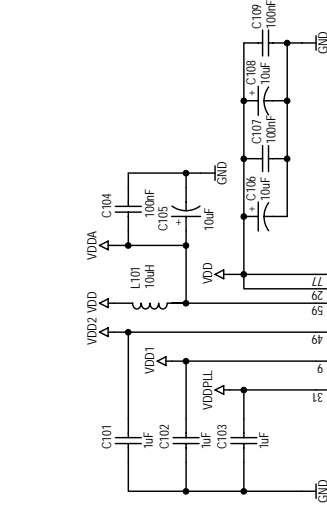 C109
100nF
GND
C108
+
10uF
C107
100nF
C106
+
10uF
C104
100nF
GND
C105
+
10uF
VDDA
L101
10uH
VDD
VDD
VDD2
77
29
59
49
VDD1
9
VDDPLL
31
C101
1uF
C102
1uF
C103
1uF
GND